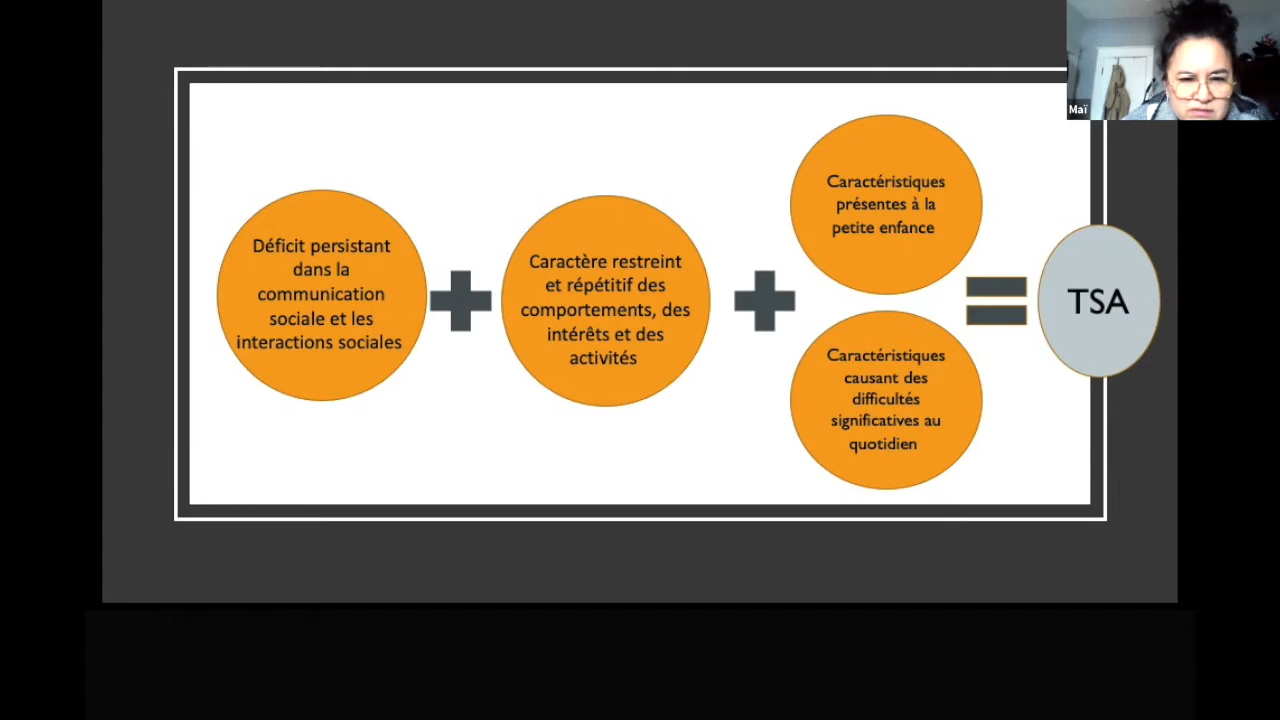 Déficit persistant
dans la
communication
sociale et les
interactions sociales
Caractère restreint
et répétitif des
comportements, des
intérêts et des
activités
Caractéristiques
présentes à la
petite enfance
Caractéristiques
causant des
difficultés
significatives au
quotidien
TSA
Maï